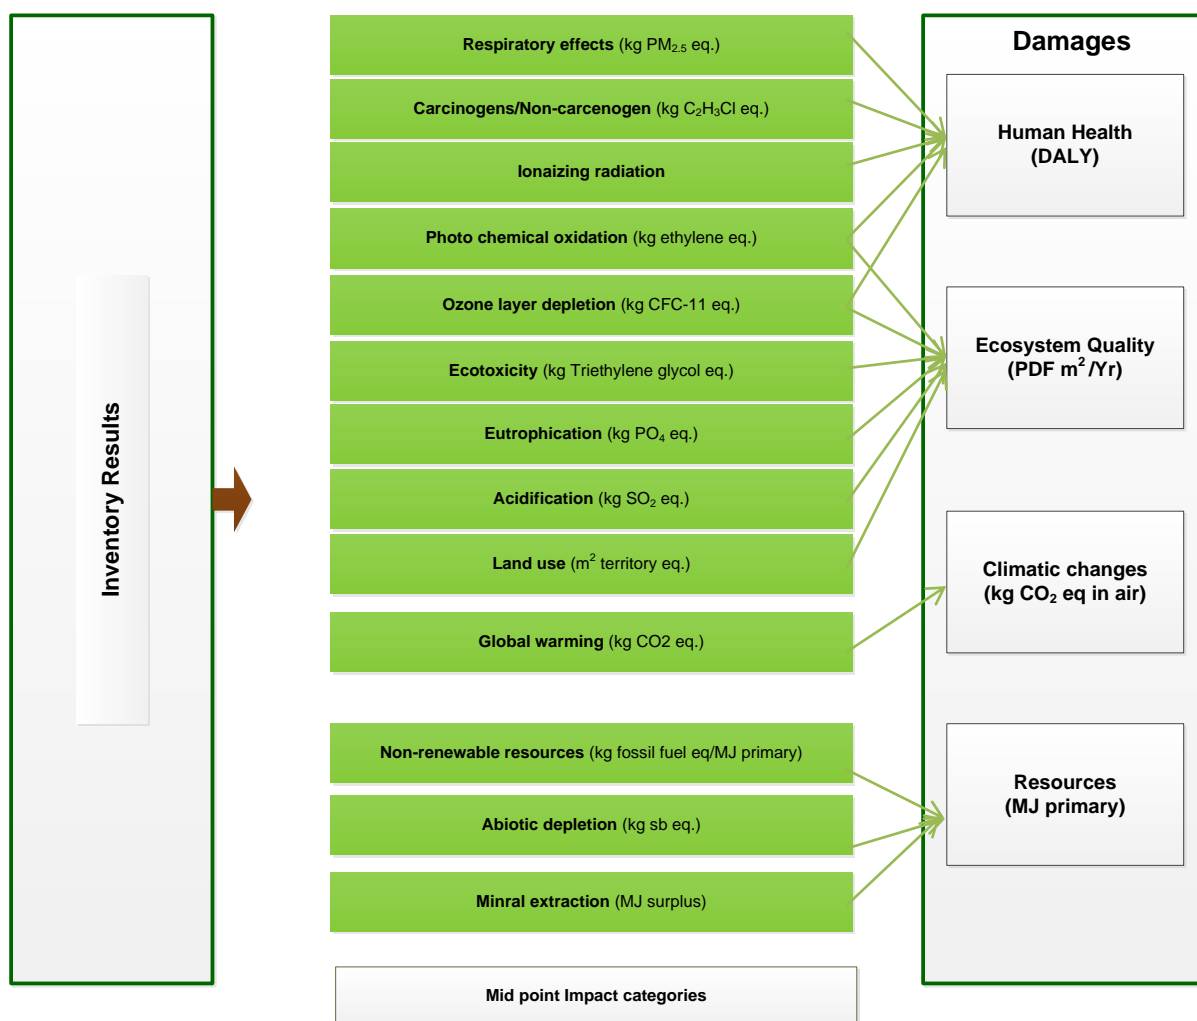 Inventory Results
Respiratory effects (kg PM₂.₅ eq.)
Carcinogens/Non-carcenogen (kg C₂H₃Cl eq.)
Ionaizing radiation
Photo chemical oxidation (kg ethylene eq.)
Ozone layer depletion (kg CFC-11 eq.)
Ecotoxicity (kg Triethylene glycol eq.)
Eutrophication (kg PO₄ eq.)
Acidification (kg SO₂ eq.)
Land use (m² territory eq.)
Global warming (kg CO2 eq.)
Non-renewable resources (kg fossil fuel eq/MJ primary)
Abiotic depletion (kg sb eq.)
Minral extraction (MJ surplus)
Mid point Impact categories
Damages
Human Health
(DALY)
Ecosystem Quality
(PDF m² /Yr)
Climatic changes
(kg CO₂ eq in air)
Resources
(MJ primary)